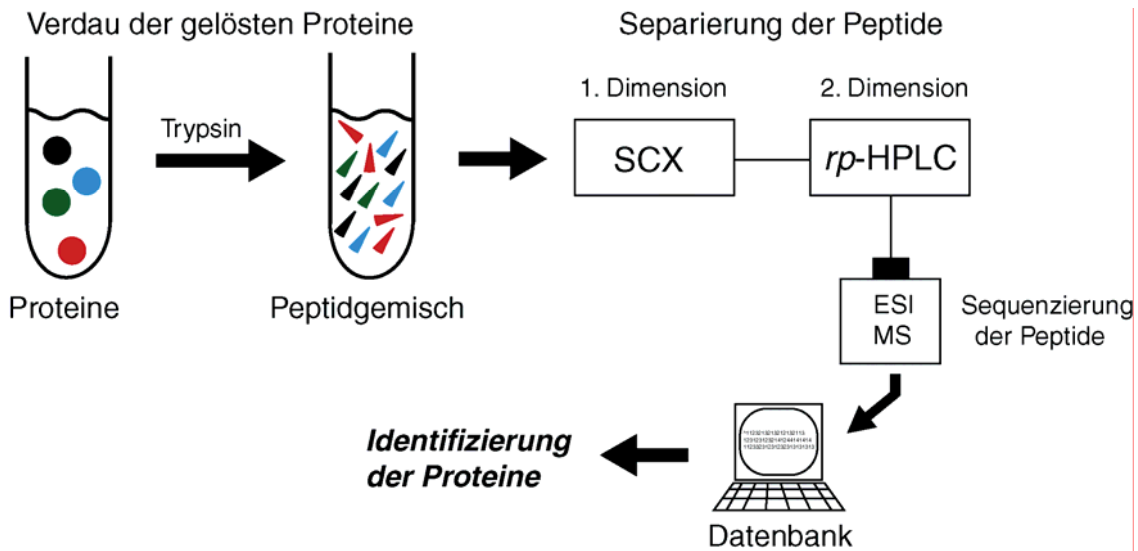 Verdau der gelösten Proteine
Separierung der Peptide
1. Dimension
2. Dimension
Trypsin
SCX
rp-HPLC
Proteine
Peptidgemisch
ESI
MS
Sequenzierung
der Peptide
Identifizierung
der Proteine
Datenbank